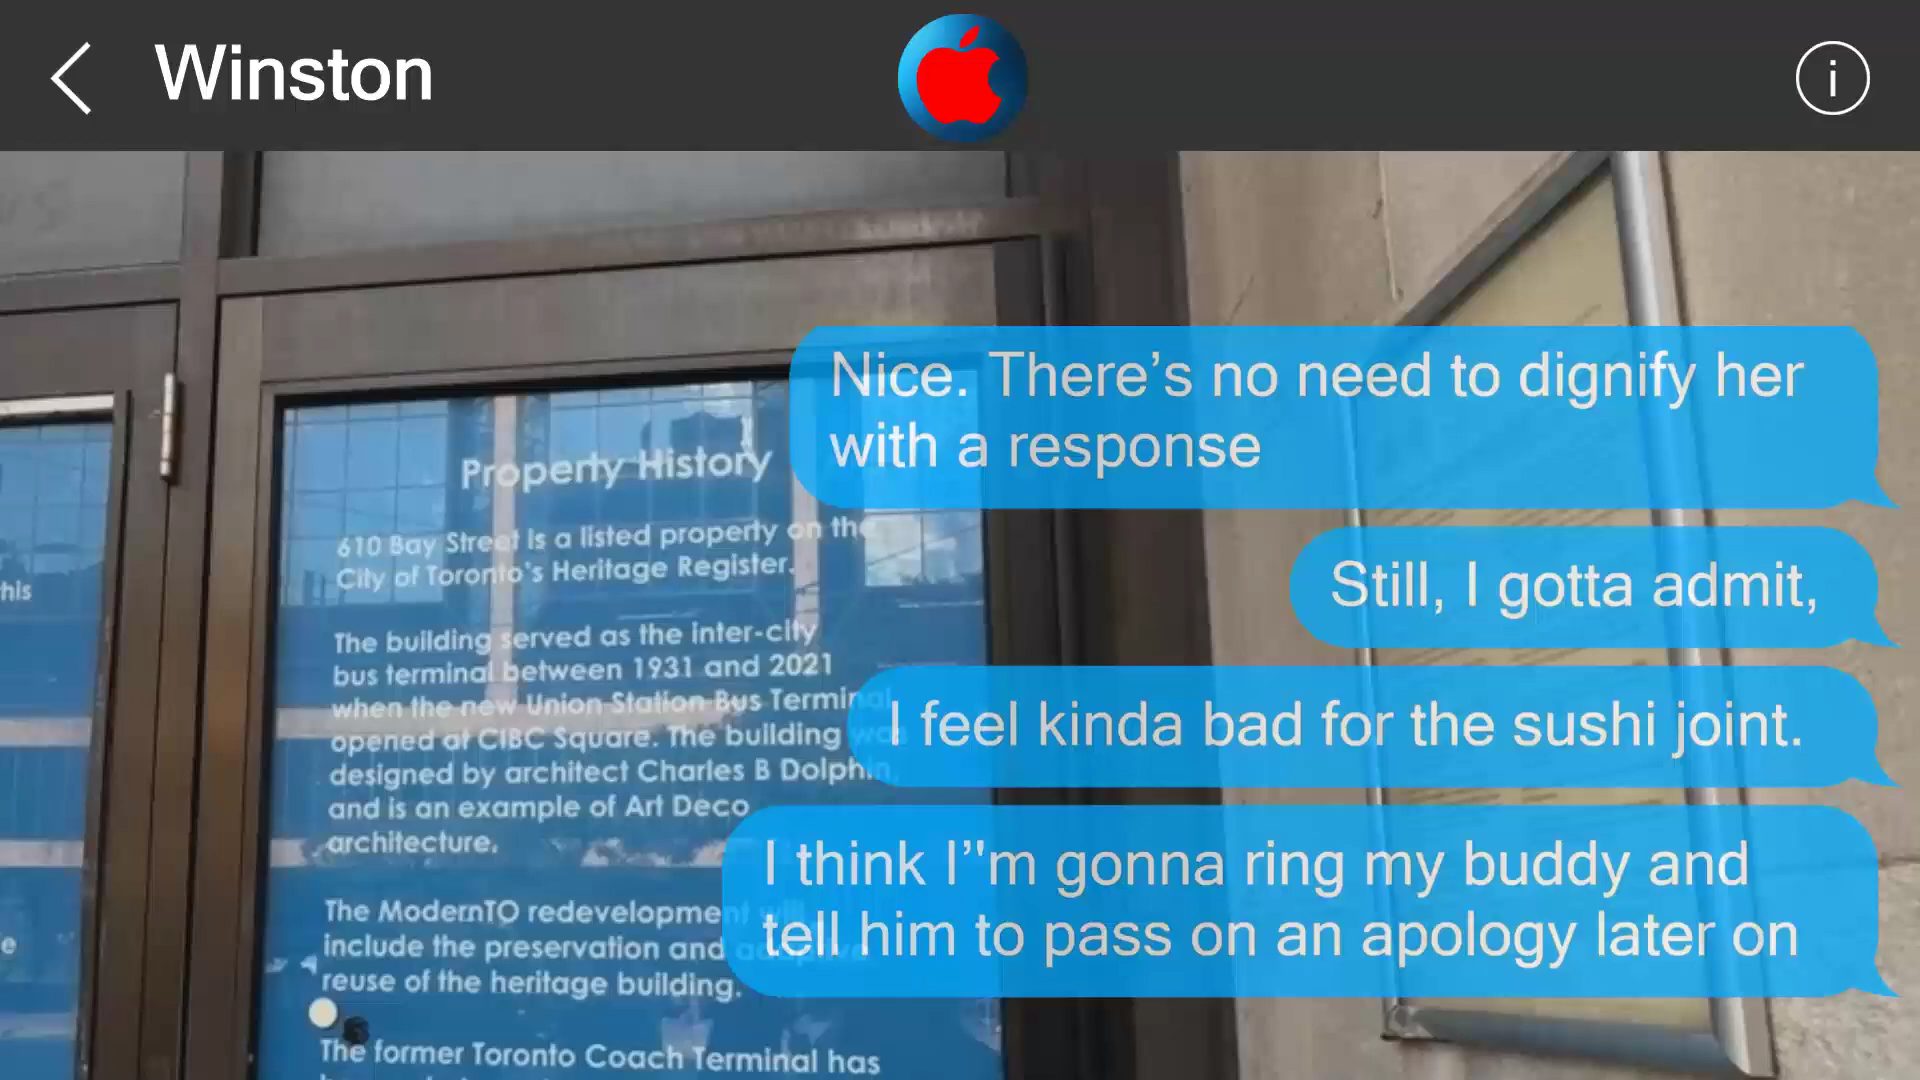 Winston
i
Nice. There’s no need to dignify her
with a response
Still, I gotta admit,
I feel kinda bad for the sushi joint.
I think I’"m gonna ring my buddy and
tell him to pass on an apology later on
Property History
610 Bay Street is a listed property on the
City of Toronto's Heritage Register.
The building served as the inter-city
bus terminal between 1931 and 2021
when the new Union Station Bus Terminal
opened at CIBC Square. The building was
designed by architect Charles B Dolphin,
and is an example of Art Deco
architecture.
The ModernTO redevelopment will
include the preservation and adaptive
reuse of the heritage building.
The former Toronto Coach Terminal has
his
e